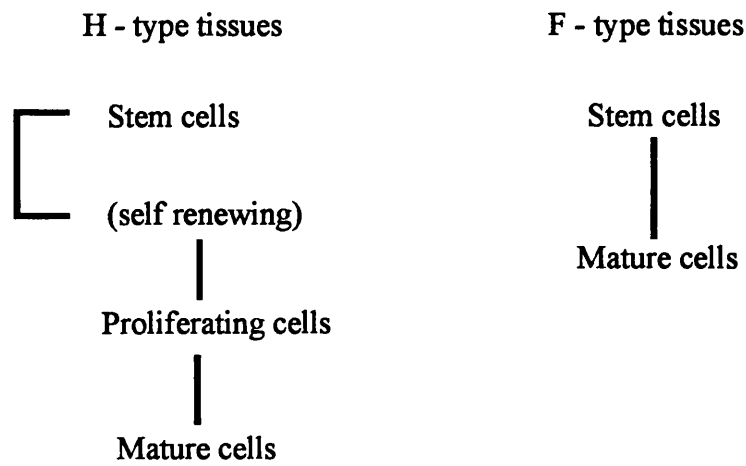 H - type tissues
Stem cells
(self renewing)
Proliferating cells
Mature cells
F - type tissues
Stem cells
Mature cells